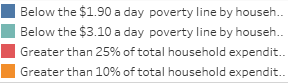 Below the $1.90 a day poverty line by househ..
Below the $3.10 a day poverty line by househ..
Greater than 25% of total household expendit..
Greater than 10% of total household expendit..